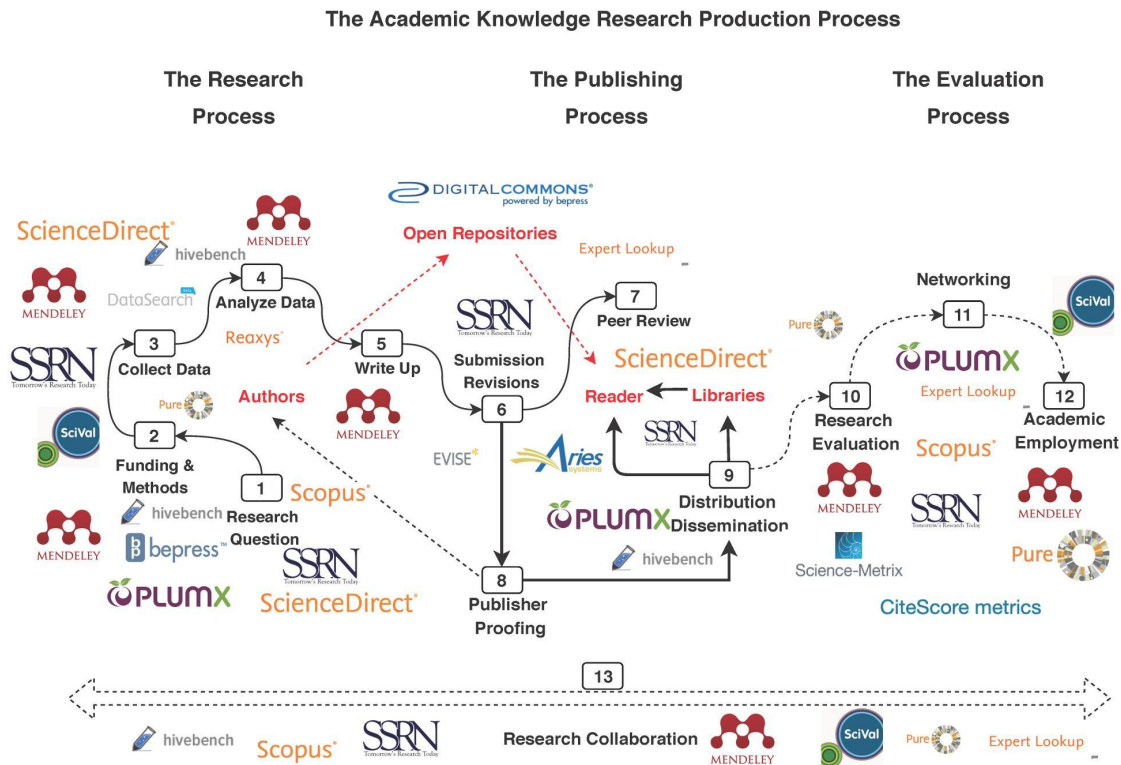 The Academic Knowledge Research Production Process
The Research
Process
The Publishing
Process
The Evaluation
Process
DIGITALCOMMONS®
powered by bepress
Open Repositories
Expert Lookup
ScienceDirect®
hivebench
MENDELEY
4
Analyze Data
MENDELEY
DataSearch
3
Collect Data
Reaxys®
SSRN
Tomorrow's Research Today
5
Write Up
SSRN
Tomorrow's Research Today
Submission
Revisions
7
Peer Review
ScienceDirect®
Authors
Pure
MENDELEY
6
Reader
Libraries
SciVal
2
Funding &
Methods
1
Research
Question
Scopus®
EVISE
Aries
systems
SSRN
Tomorrow's Research Today
9
Distribution
Dissemination
MENDELEY
hivebench
bepress™
PLUMX
SSRN
Tomorrow's Research Today
ScienceDirect®
PLUMX
hivebench
8
Publisher
Proofing
Networking
11
Pure
SciVal
PLUMX
Expert Lookup
10
Research
Evaluation
12
Academic
Employment
Scopus®
MENDELEY
SSRN
Tomorrow's Research Today
MENDELEY
Science-Metrix
Pure
CiteScore metrics
13
hivebench
Scopus®
SSRN
Tomorrow's Research Today
Research Collaboration
MENDELEY
SciVal
Pure
Expert Lookup